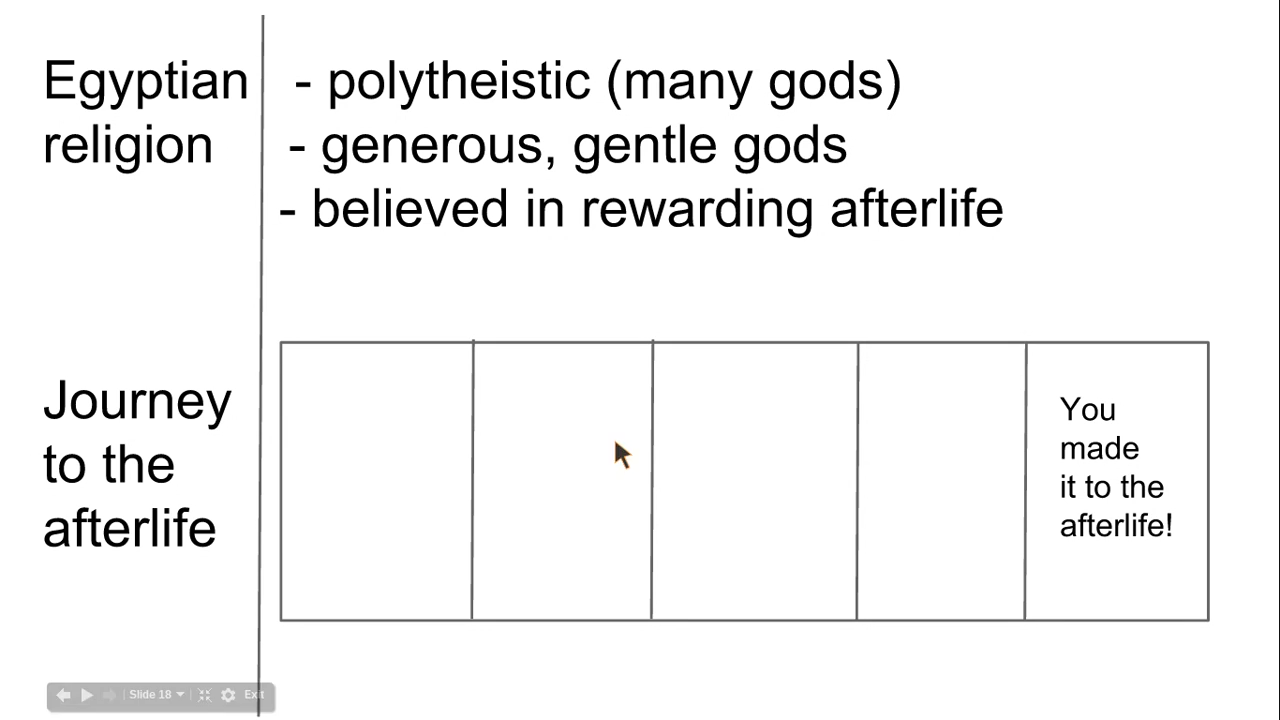 Egyptian
religion
- polytheistic (many gods)
- generous, gentle gods
- believed in rewarding afterlife
Journey
to the
afterlife
You
made
it to the
afterlife!
Slide 18
Exit